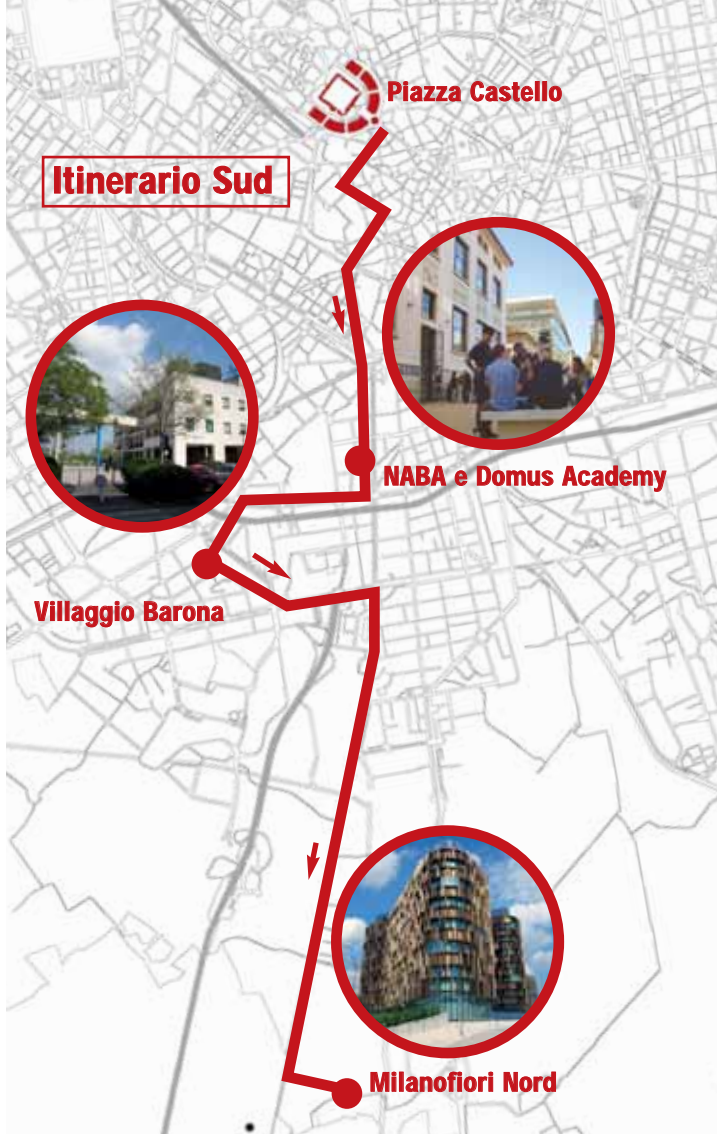 Piazza Castello
Itinerario Sud
NABA e Domus Academy
Villaggio Barona
Milanofiori Nord